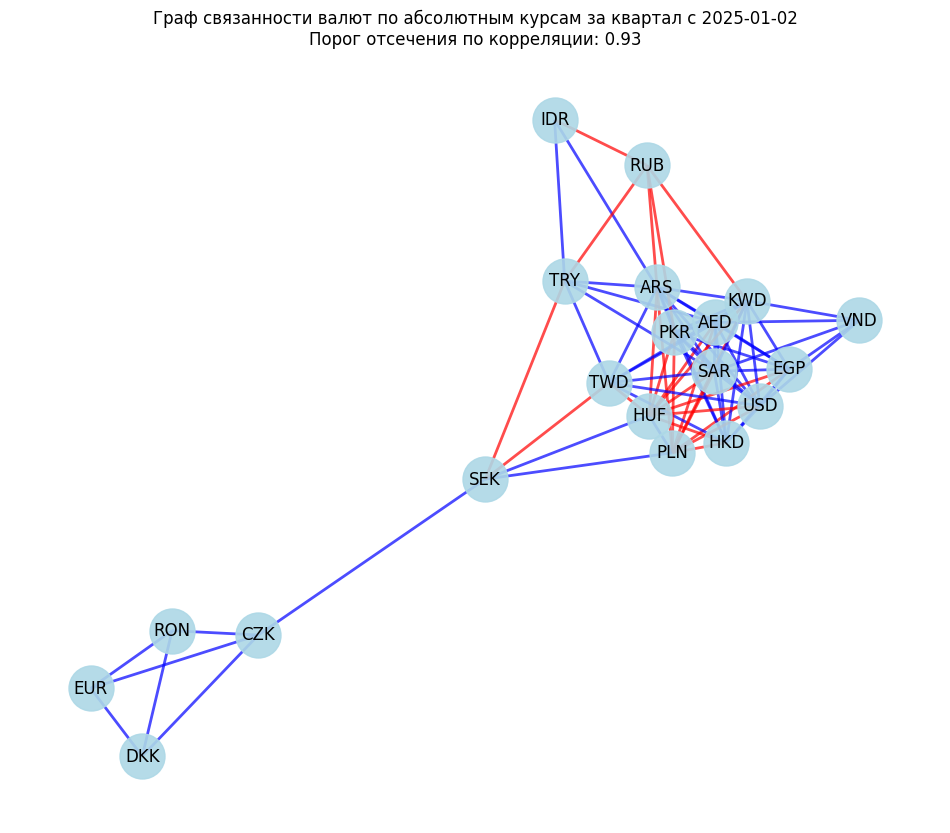 Граф связанности валют по абсолютным курсам за квартал с 2025-01-02
Порог отсечения по корреляции: 0.93
IDR
RUB
TRY
ARS
KWD
VND
AED
PKR
SAR
EGP
TWD
USD
HUF
HKD
PLN
SEK
RON
CZK
EUR
DKK